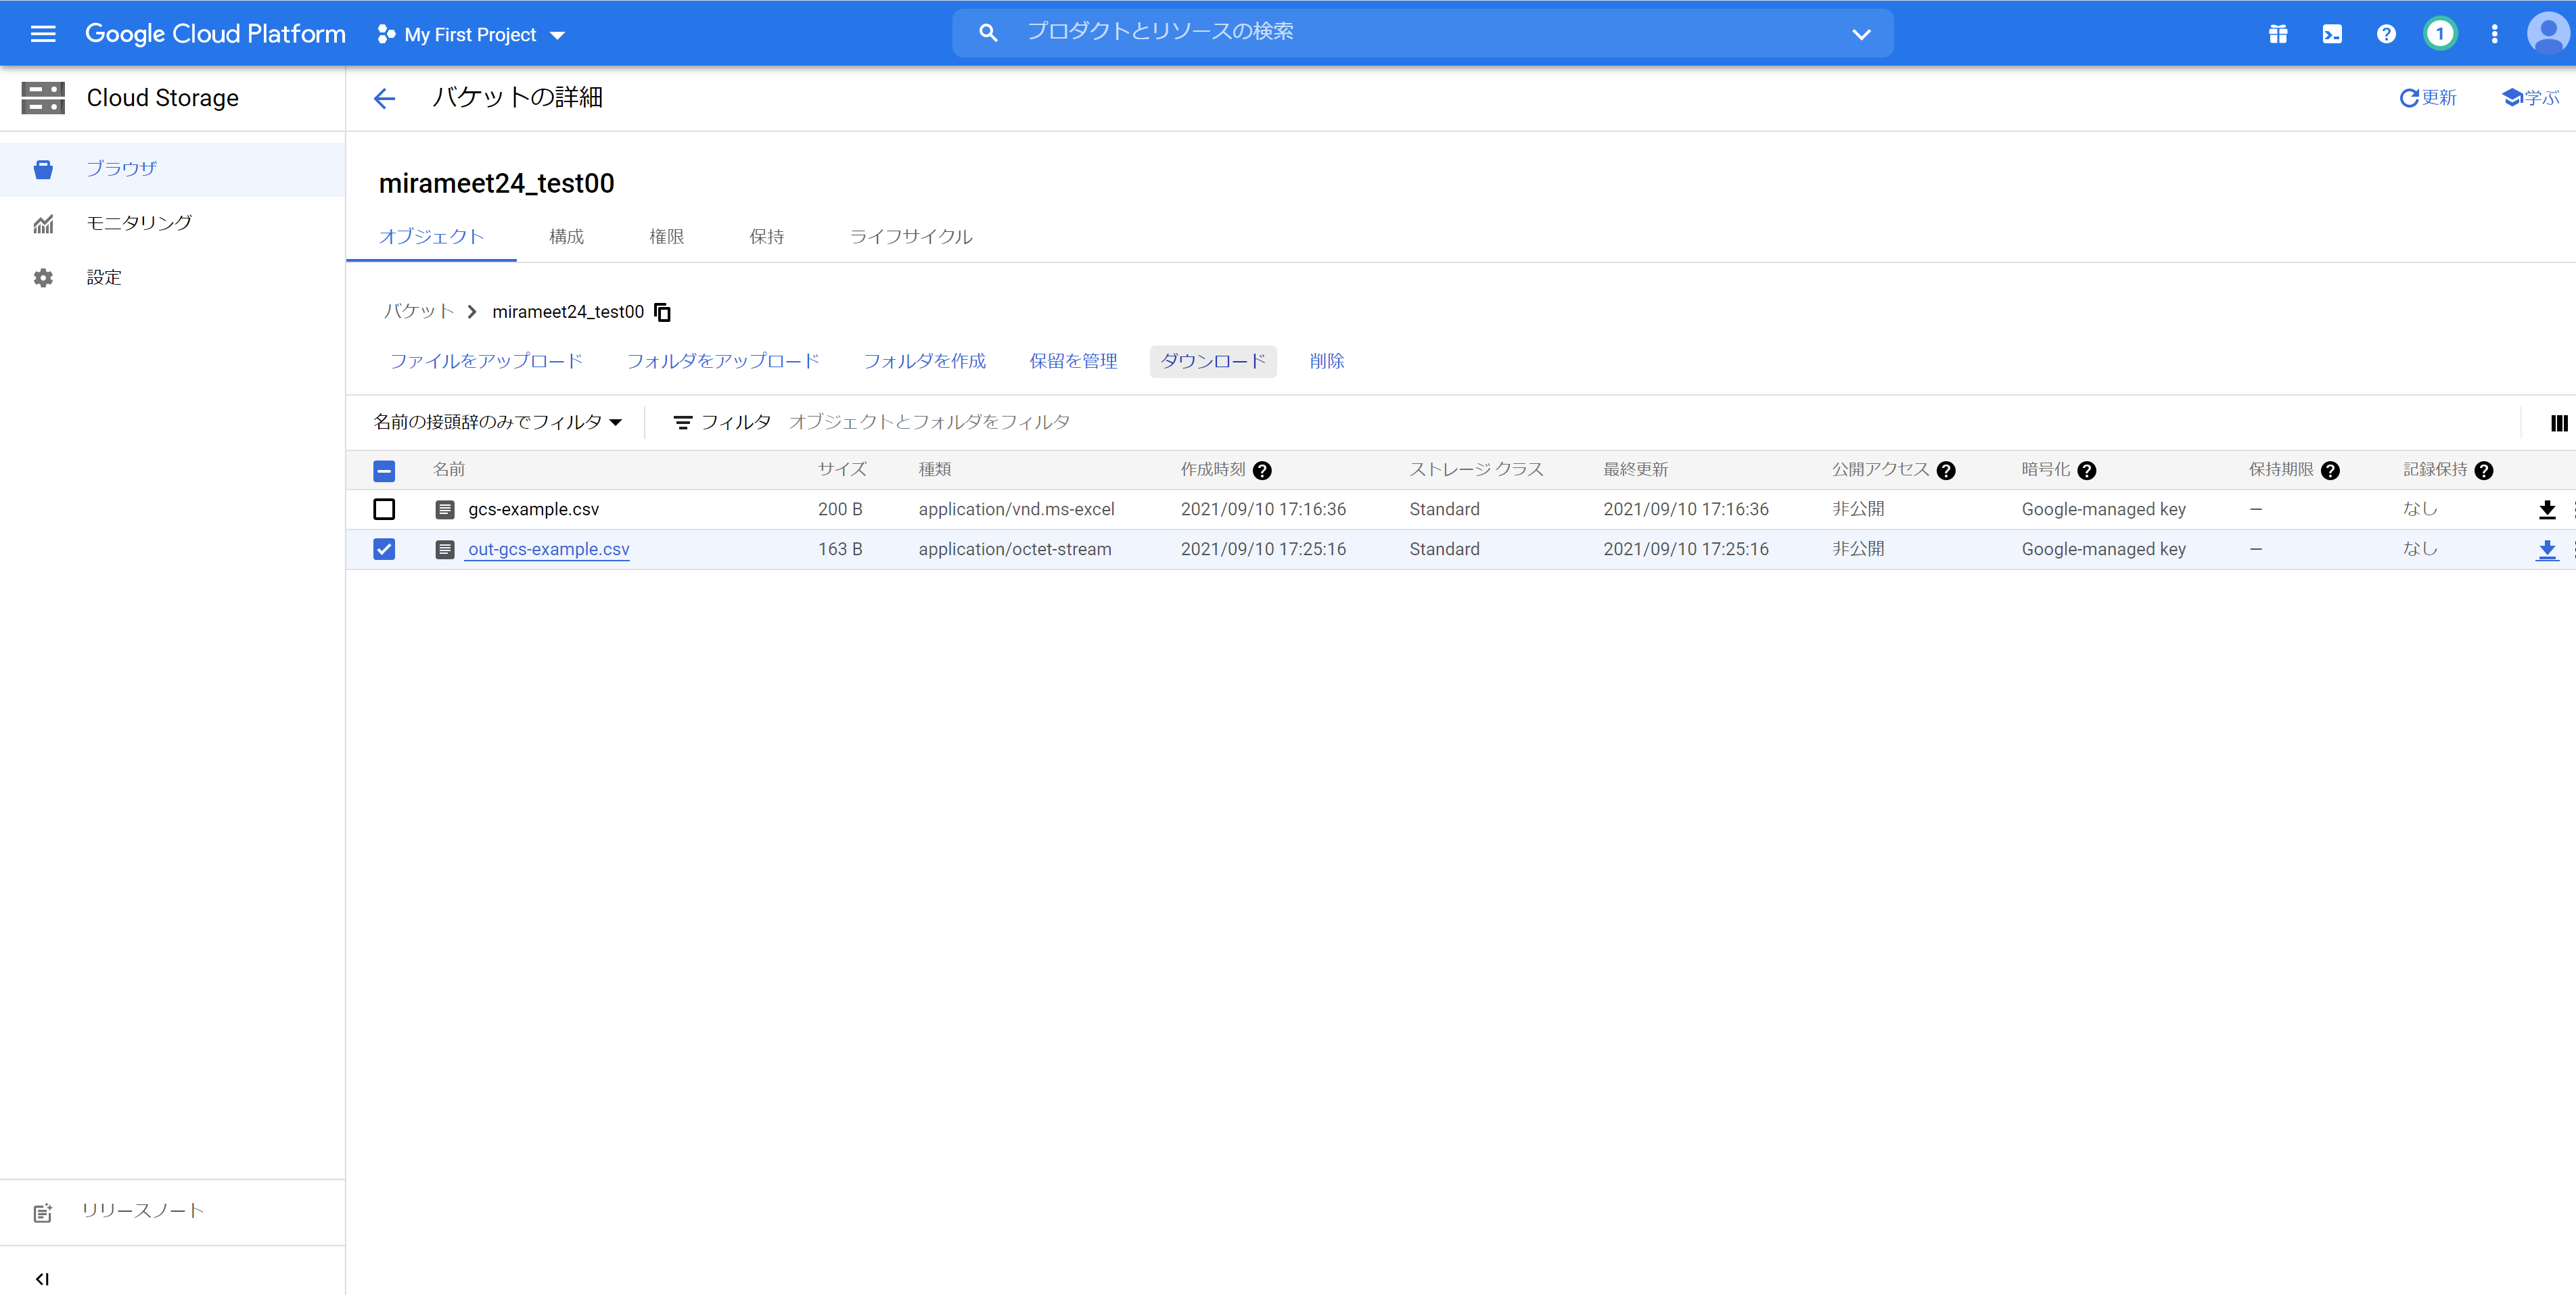 Google Cloud Platform My First Project プロダクトとリソースの検索 1
Cloud Storage バケットの詳細 更新 学ぶ
ブラウザ
モニタリング
設定
mirameet24_test00
オブジェクト 構成 権限 保持 ライフサイクル
バケット mirameet24_test00
ファイルをアップロード フォルダをアップロード フォルダを作成 保留を管理 ダウンロード 削除
名前の接頭辞のみでフィルタ フィルタ オブジェクトとフォルダをフィルタ
名前 サイズ 種類 作成時刻 ストレージ クラス 最終更新 公開アクセス 暗号化 保持期限 記録保持
gcs-example.csv 200 B application/vnd.ms-excel 2021/09/10 17:16:36 Standard 2021/09/10 17:16:36 非公開 Google-managed key — なし
out-gcs-example.csv 163 B application/octet-stream 2021/09/10 17:25:16 Standard 2021/09/10 17:25:16 非公開 Google-managed key — なし
リリースノート